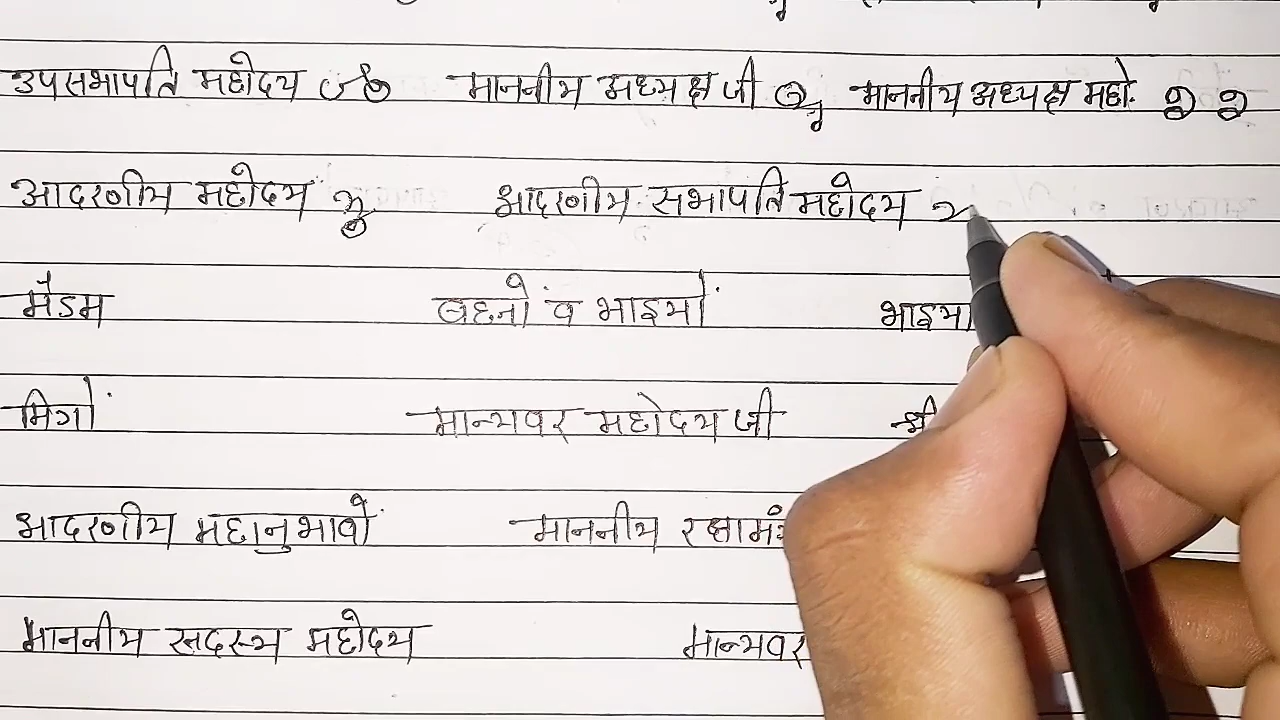 उपसभापति महोदय माननीय अध्यक्ष जी माननीय अध्यक्ष महो.
आदरणीय महोदय आदरणीय सभापति महोदय
मैडम बहनों व भाइयों भाइयो
मित्रों मान्यवर महोदय जी श्री
आदरणीय महानुभावों माननीय रक्षामंत्
माननीय सदस्य महोदय मान्यवर